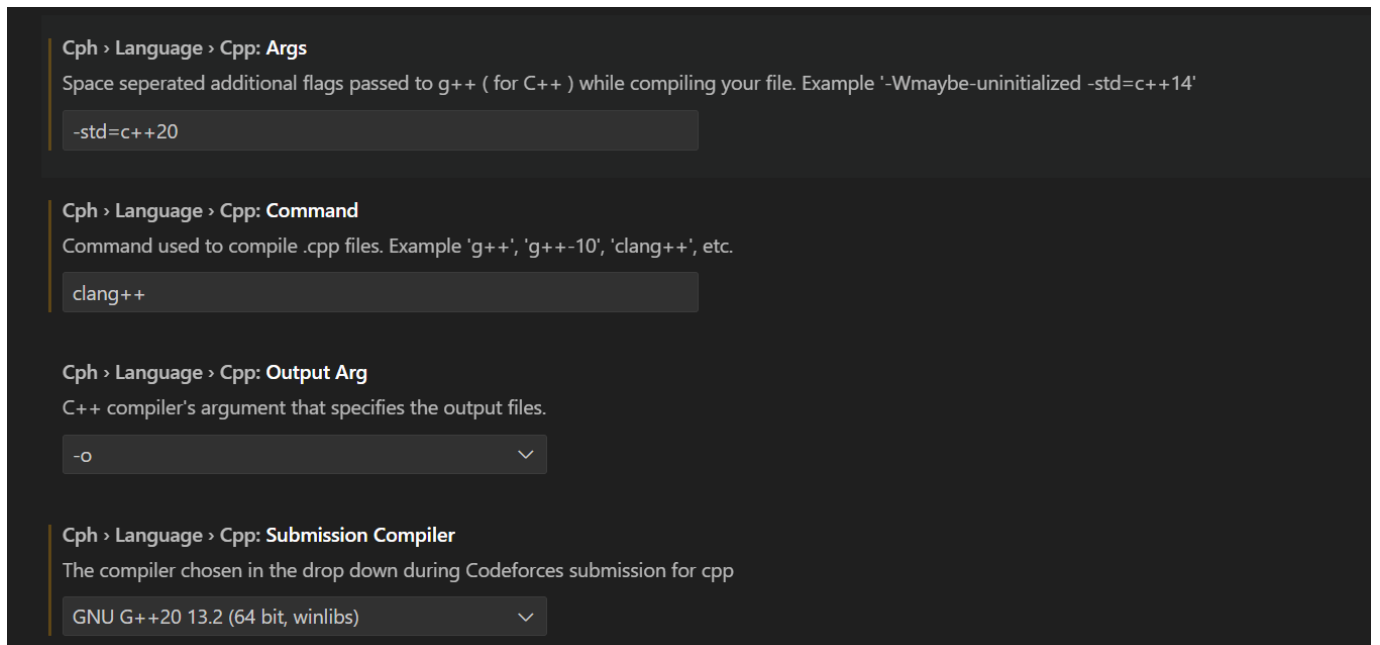 Cph › Language › Cpp: Args
Space seperated additional flags passed to g++ ( for C++ ) while compiling your file. Example '-Wmaybe-uninitialized -std=c++14'
-std=c++20
Cph › Language › Cpp: Command
Command used to compile .cpp files. Example 'g++', 'g++-10', 'clang++', etc.
clang++
Cph › Language › Cpp: Output Arg
C++ compiler's argument that specifies the output files.
-o
Cph › Language › Cpp: Submission Compiler
The compiler chosen in the drop down during Codeforces submission for cpp
GNU G++20 13.2 (64 bit, winlibs)